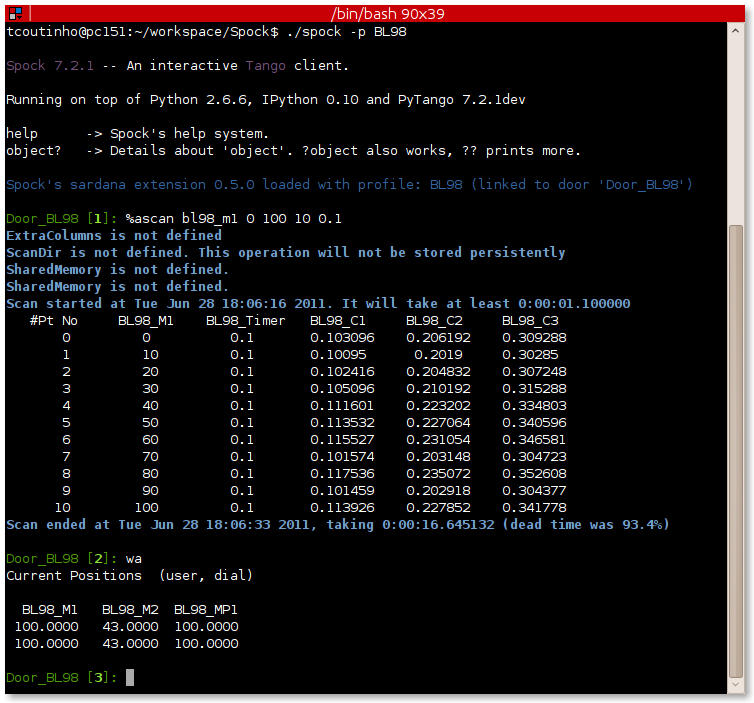 /bin/bash 90x39
tcoutinho@pc151:~/workspace/Spock$ ./spock -p BL98
Spock 7.2.1 -- An interactive Tango client.
Running on top of Python 2.6.6, IPython 0.10 and PyTango 7.2.1dev
help      -> Spock's help system.
object?   -> Details about 'object'. ?object also works, ?? prints more.
Spock's sardana extension 0.5.0 loaded with profile: BL98 (linked to door 'Door_BL98')
Door_BL98 [1]: %ascan bl98_m1 0 100 10 0.1
ExtraColumns is not defined
ScanDir is not defined. This operation will not be stored persistently
SharedMemory is not defined.
SharedMemory is not defined.
Scan started at Tue Jun 28 18:06:16 2011. It will take at least 0:00:01.100000
#Pt No     BL98_M1    BL98_Timer   BL98_C1     BL98_C2     BL98_C3
0         0          0.1       0.103096    0.206192    0.309288
1         10         0.1       0.10095      0.2019     0.30285
2         20         0.1       0.102416    0.204832    0.307248
3         30         0.1       0.105096    0.210192    0.315288
4         40         0.1       0.111601    0.223202    0.334803
5         50         0.1       0.113532    0.227064    0.340596
6         60         0.1       0.115527    0.231054    0.346581
7         70         0.1       0.101574    0.203148    0.304723
8         80         0.1       0.117536    0.235072    0.352608
9         90         0.1       0.101459    0.202918    0.304377
10        100         0.1       0.113926    0.227852    0.341778
Scan ended at Tue Jun 28 18:06:33 2011, taking 0:00:16.645132 (dead time was 93.4%)
Door_BL98 [2]: wa
Current Positions  (user, dial)
BL98_M1   BL98_M2  BL98_MP1
100.0000   43.0000  100.0000
100.0000   43.0000  100.0000
Door_BL98 [3]: